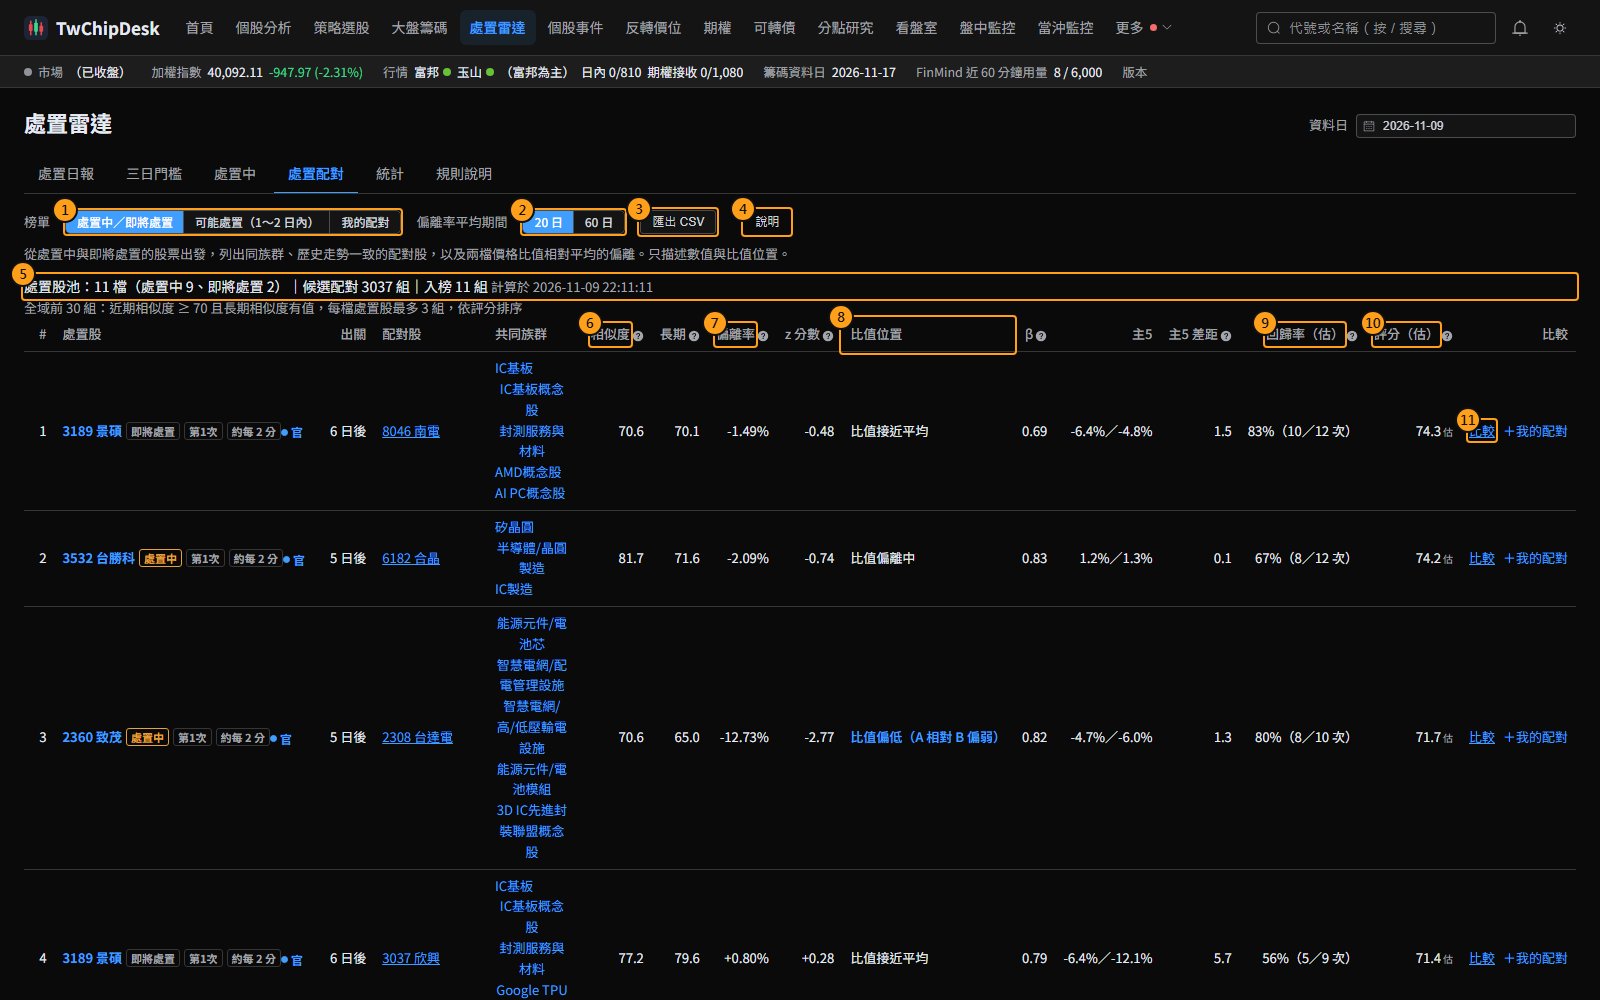 TwChipDesk 首頁 個股分析 策略選股 大盤籌碼 處置雷達 個股事件 反轉價位 期權 可轉債 分點研究 看盤室 盤中監控 當沖監控 更多 代號或名稱（按 / 搜尋）
市場 （已收盤） 加權指數 40,092.11 -947.97 (-2.31%) 行情 富邦 玉山 （富邦為主） 日內 0/810 期權接收 0/1,080 籌碼資料日 2026-11-17 FinMind 近 60 分鐘用量 8 / 6,000 版本
處置雷達
資料日 2026-11-09
處置日報 三日門檻 處置中 處置配對 統計 規則說明
榜單 1 處置中／即將處置 可能處置（1～2 日內） 我的配對 偏離率平均期間 2 20 日 60 日 3 匯出 CSV 4 說明
從處置中與即將處置的股票出發，列出同族群、歷史走勢一致的配對股，以及兩檔價格比值相對平均的偏離。只描述數值與比值位置。
5 處置股池：11 檔（處置中 9、即將處置 2）｜候選配對 3037 組｜入榜 11 組 計算於 2026-11-09 22:11:11
全域前 30 組：近期相似度 ≥ 70 且長期相似度有值，每檔處置股最多 3 組，依評分排序
# 處置股 出關 配對股 共同族群 6 相似度 長期 7 偏離率 z 分數 8 比值位置 β 主5 主5 差距 9 回歸率（估） 10 評分（估） 比較
IC基板
IC基板概念
股
封測服務與
材料
AMD概念股
AI PC概念股
1 3189 景碩 即將處置 第1次 約每 2 分 官 6 日後 8046 南電 70.6 70.1 -1.49% -0.48 比值接近平均 0.69 -6.4%／-4.8% 1.5 83%（10／12 次） 74.3 估 11 比較 ＋我的配對
矽晶圓
半導體/晶圓
製造
IC製造
2 3532 台勝科 處置中 第1次 約每 2 分 官 5 日後 6182 合晶 81.7 71.6 -2.09% -0.74 比值偏離中 0.83 1.2%／1.3% 0.1 67%（8／12 次） 74.2 估 比較 ＋我的配對
能源元件/電
池芯
智慧電網/配
電管理設施
智慧電網/
高/低壓輸電
設施
能源元件/電
池模組
3D IC先進封
裝聯盟概念
股
3 2360 致茂 處置中 第1次 約每 2 分 官 5 日後 2308 台達電 70.6 65.0 -12.73% -2.77 比值偏低（A 相對 B 偏弱） 0.82 -4.7%／-6.0% 1.3 80%（8／10 次） 71.7 估 比較 ＋我的配對
IC基板
IC基板概念
股
封測服務與
材料
Google TPU
4 3189 景碩 即將處置 第1次 約每 2 分 官 6 日後 3037 欣興 77.2 79.6 +0.80% +0.28 比值接近平均 0.79 -6.4%／-12.1% 5.7 56%（5／9 次） 71.4 估 比較 ＋我的配對